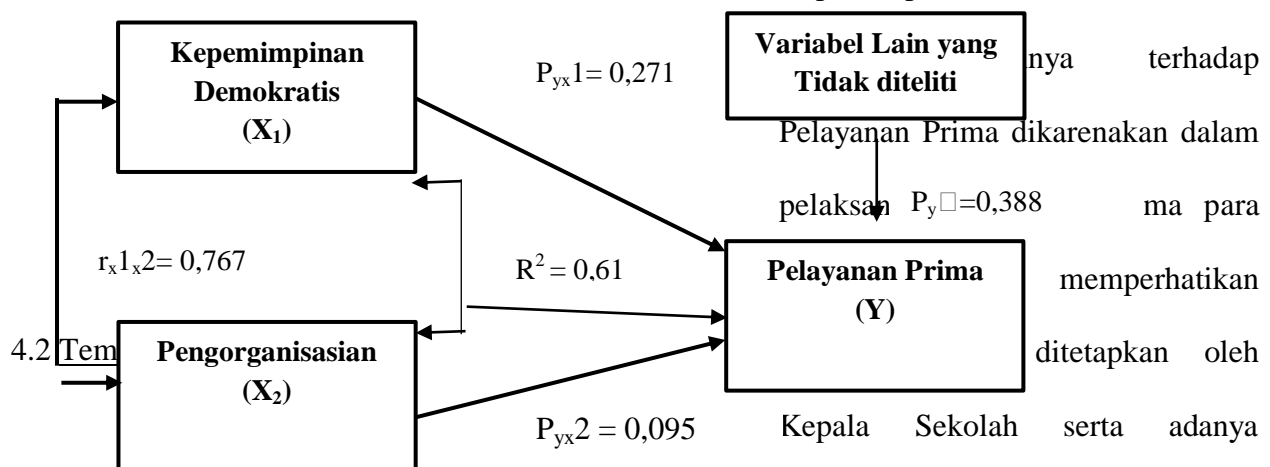 Kepemimpinan
Demokratis
(X₁)
Pyx1= 0,271
Variabel Lain yang
Tidak diteliti
nya terhadap
Pelayanan Prima dikarenakan dalam
pelaksan Py□=0,388 ma para
rx1x2= 0,767
R² = 0,61
Pelayanan Prima
(Y)
memperhatikan
4.2 Tem
Pengorganisasian
(X₂)
ditetapkan oleh
Pyx2 = 0,095
Kepala Sekolah serta adanya